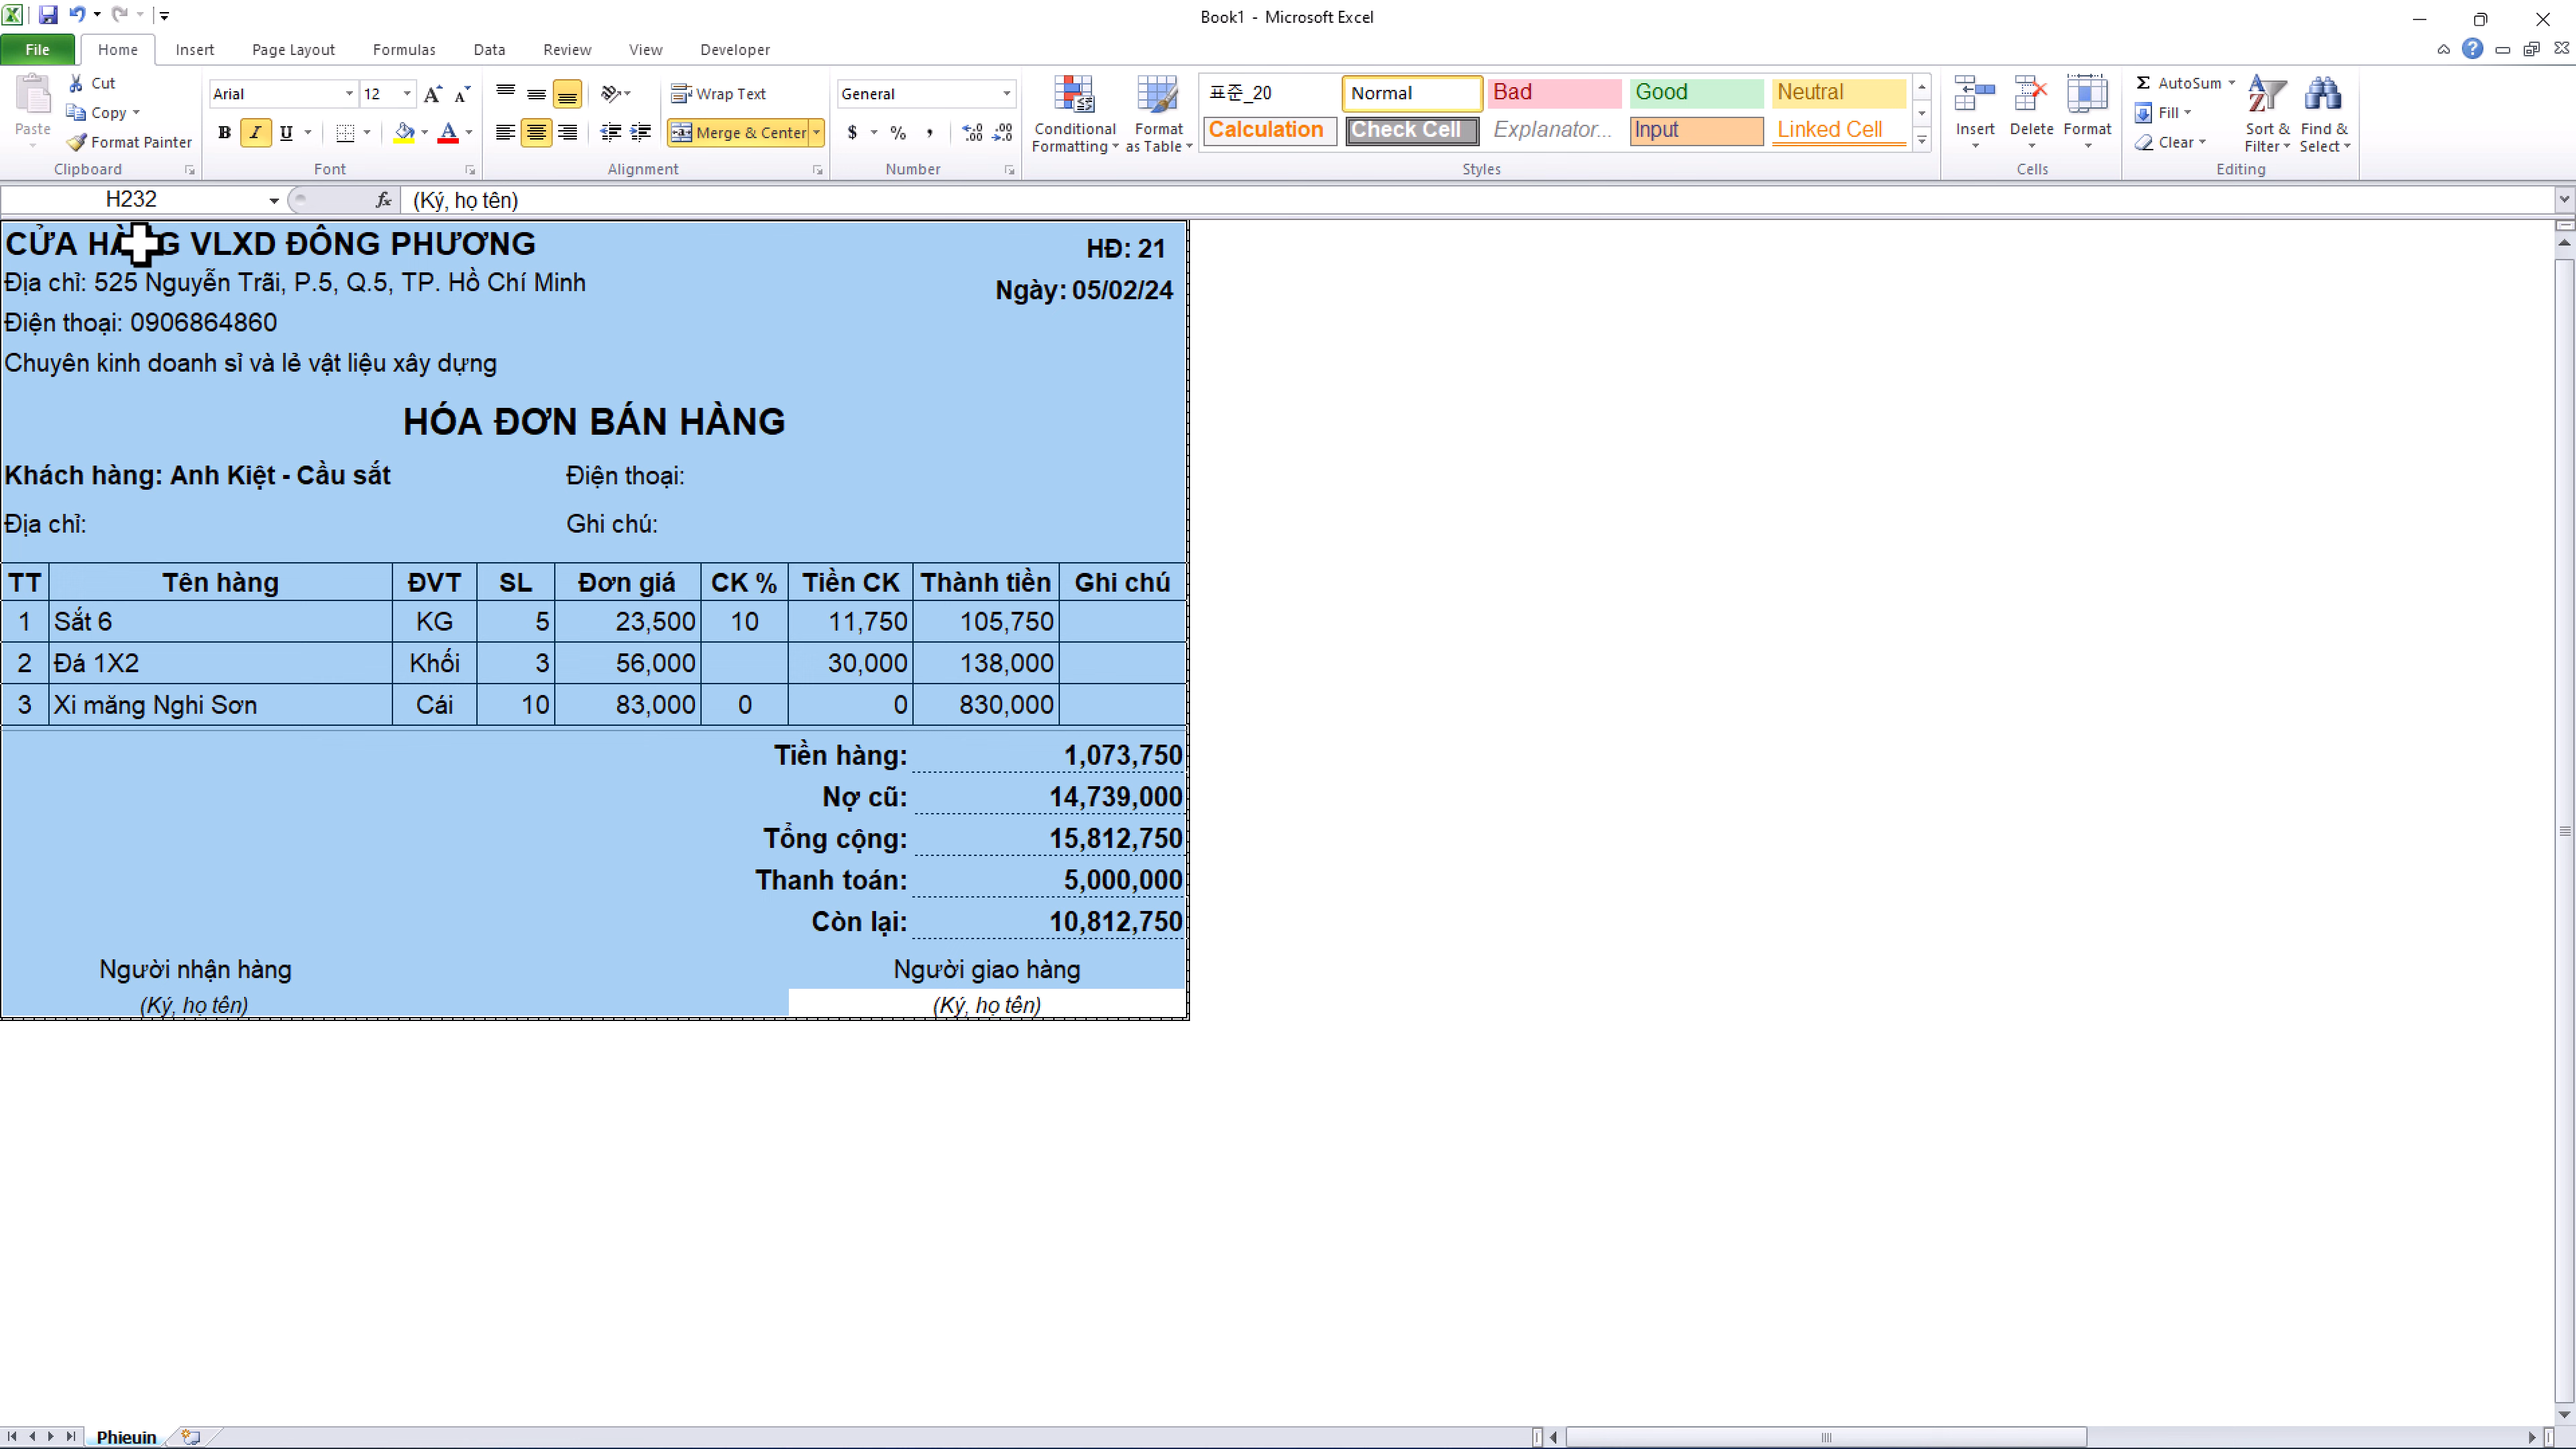 Book1 - Microsoft Excel
File Home Insert Page Layout Formulas Data Review View Developer
Paste
Cut
Copy
Format Painter
Clipboard
Arial 12
B I U
Font
Wrap Text
Merge & Center
Alignment
General
$ % ,
Number
Conditional Formatting
Format as Table
표준_20 Normal Bad Good Neutral
Calculation Check Cell Explanator... Input Linked Cell
Styles
Insert Delete Format
Cells
Σ AutoSum
Fill
Clear
Sort & Filter
Find & Select
Editing
H232 fx (Ký, họ tên)
CỬA HÀNG VLXD ĐÔNG PHƯƠNG HĐ: 21
Địa chỉ: 525 Nguyễn Trãi, P.5, Q.5, TP. Hồ Chí Minh Ngày: 05/02/24
Điện thoại: 0906864860
Chuyên kinh doanh sỉ và lẻ vật liệu xây dựng
HÓA ĐƠN BÁN HÀNG
Khách hàng: Anh Kiệt - Cầu sắt Điện thoại:
Địa chỉ: Ghi chú:
TT Tên hàng ĐVT SL Đơn giá CK % Tiền CK Thành tiền Ghi chú
1 Sắt 6 KG 5 23,500 10 11,750 105,750
2 Đá 1X2 Khối 3 56,000 30,000 138,000
3 Xi măng Nghi Sơn Cái 10 83,000 0 0 830,000
Tiền hàng: 1,073,750
Nợ cũ: 14,739,000
Tổng cộng: 15,812,750
Thanh toán: 5,000,000
Còn lại: 10,812,750
Người nhận hàng Người giao hàng
(Ký, họ tên) (Ký, họ tên)
Phieuin